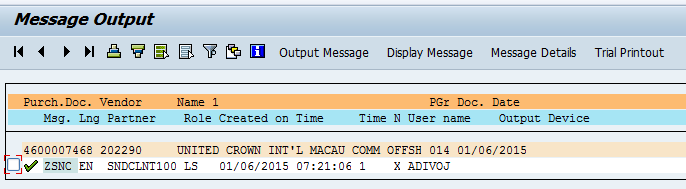 Message Output
Output Message Display Message Message Details Trial Printout
Purch.Doc. Vendor Name 1 PGr Doc. Date
Msg. Lng Partner Role Created on Time Time N User name Output Device
4600007468 202290 UNITED CROWN INT'L MACAU COMM OFFSH 014 01/06/2015
ZSNC EN SNDCLNT100 LS 01/06/2015 07:21:06 1 X ADIVOJ